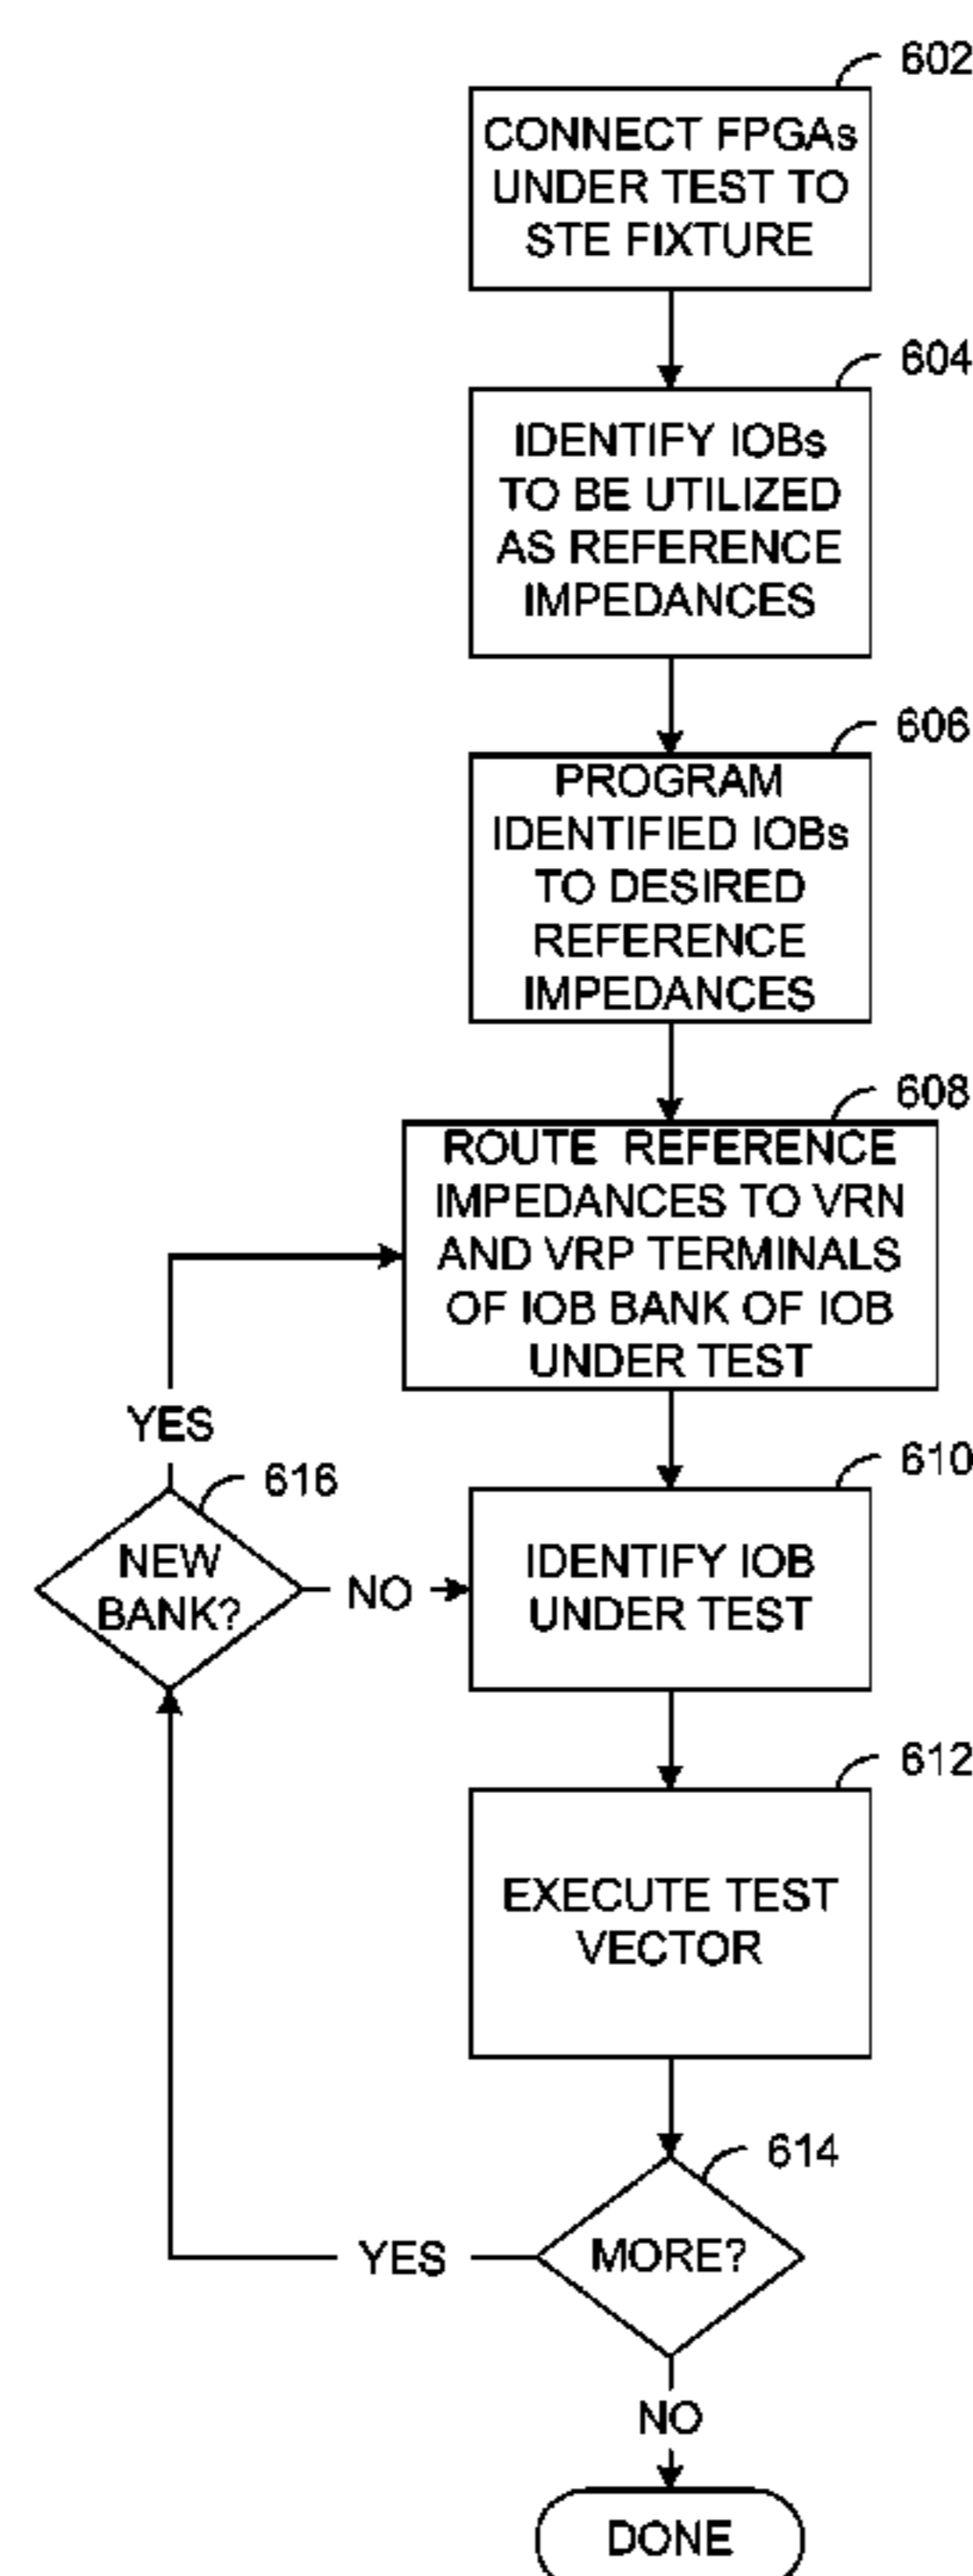 602
CONNECT FPGAs
UNDER TEST TO
STE FIXTURE
604
IDENTIFY IOBs
TO BE UTILIZED
AS REFERENCE
IMPEDANCES
606
PROGRAM
IDENTIFIED IOBs
TO DESIRED
REFERENCE
IMPEDANCES
608
ROUTE REFERENCE
IMPEDANCES TO VRN
AND VRP TERMINALS
OF IOB BANK OF IOB
UNDER TEST
YES
616
NEW
BANK?
NO
610
IDENTIFY IOB
UNDER TEST
612
EXECUTE TEST
VECTOR
614
MORE?
YES
NO
DONE